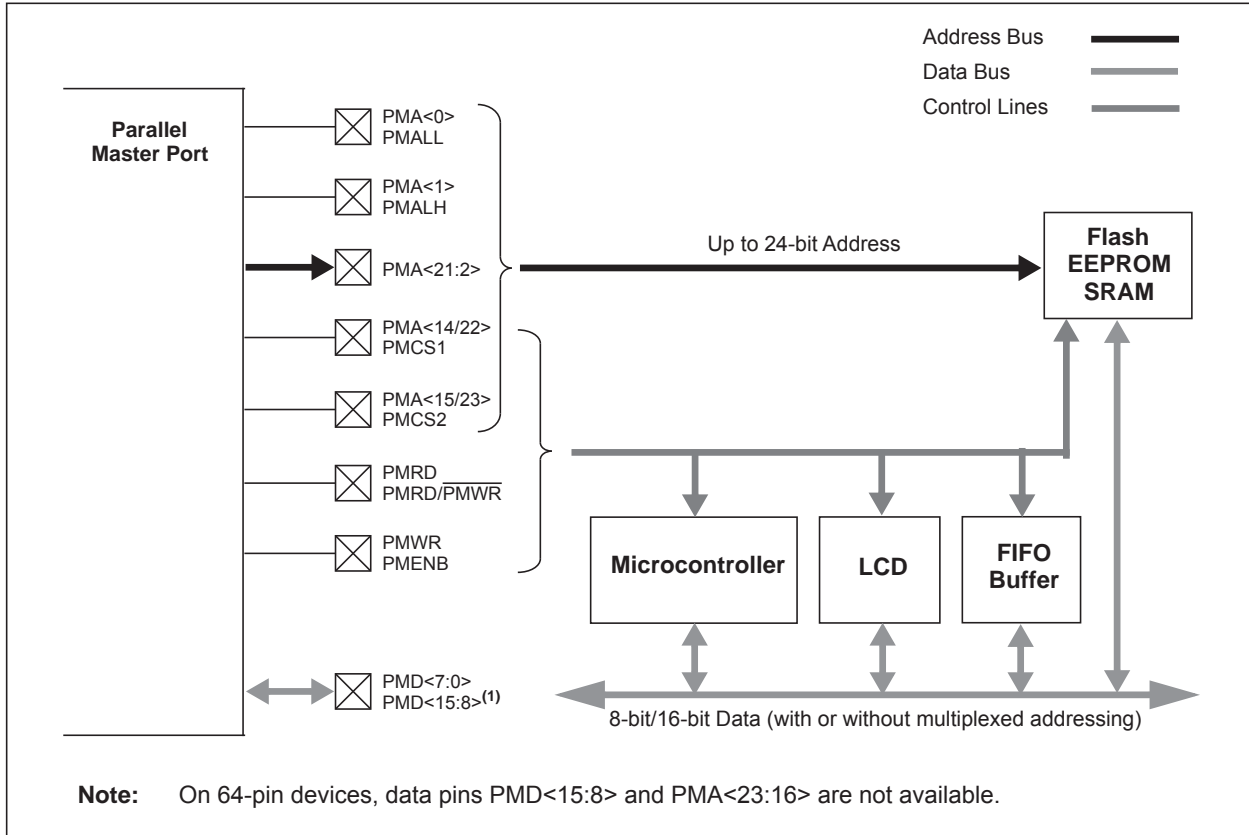 Address Bus
Data Bus
Control Lines
Parallel
Master Port
PMA<0>
PMALL
PMA<1>
PMALH
PMA<21:2>
PMA<14/22>
PMCS1
PMA<15/23>
PMCS2
PMRD
PMRD/PMWR
PMWR
PMENB
PMD<7:0>
PMD<15:8>(1)
Up to 24-bit Address
Flash
EEPROM
SRAM
Microcontroller
LCD
FIFO
Buffer
8-bit/16-bit Data (with or without multiplexed addressing)
Note: On 64-pin devices, data pins PMD<15:8> and PMA<23:16> are not available.